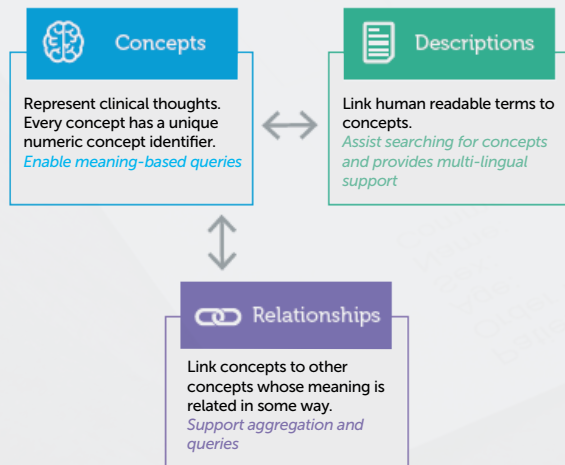 Concepts
Represent clinical thoughts.
Every concept has a unique
numeric concept identifier.
Enable meaning-based queries
Descriptions
Link human readable terms to
concepts.
Assist searching for concepts
and provides multi-lingual
support
Relationships
Link concepts to other
concepts whose meaning is
related in some way.
Support aggregation and
queries